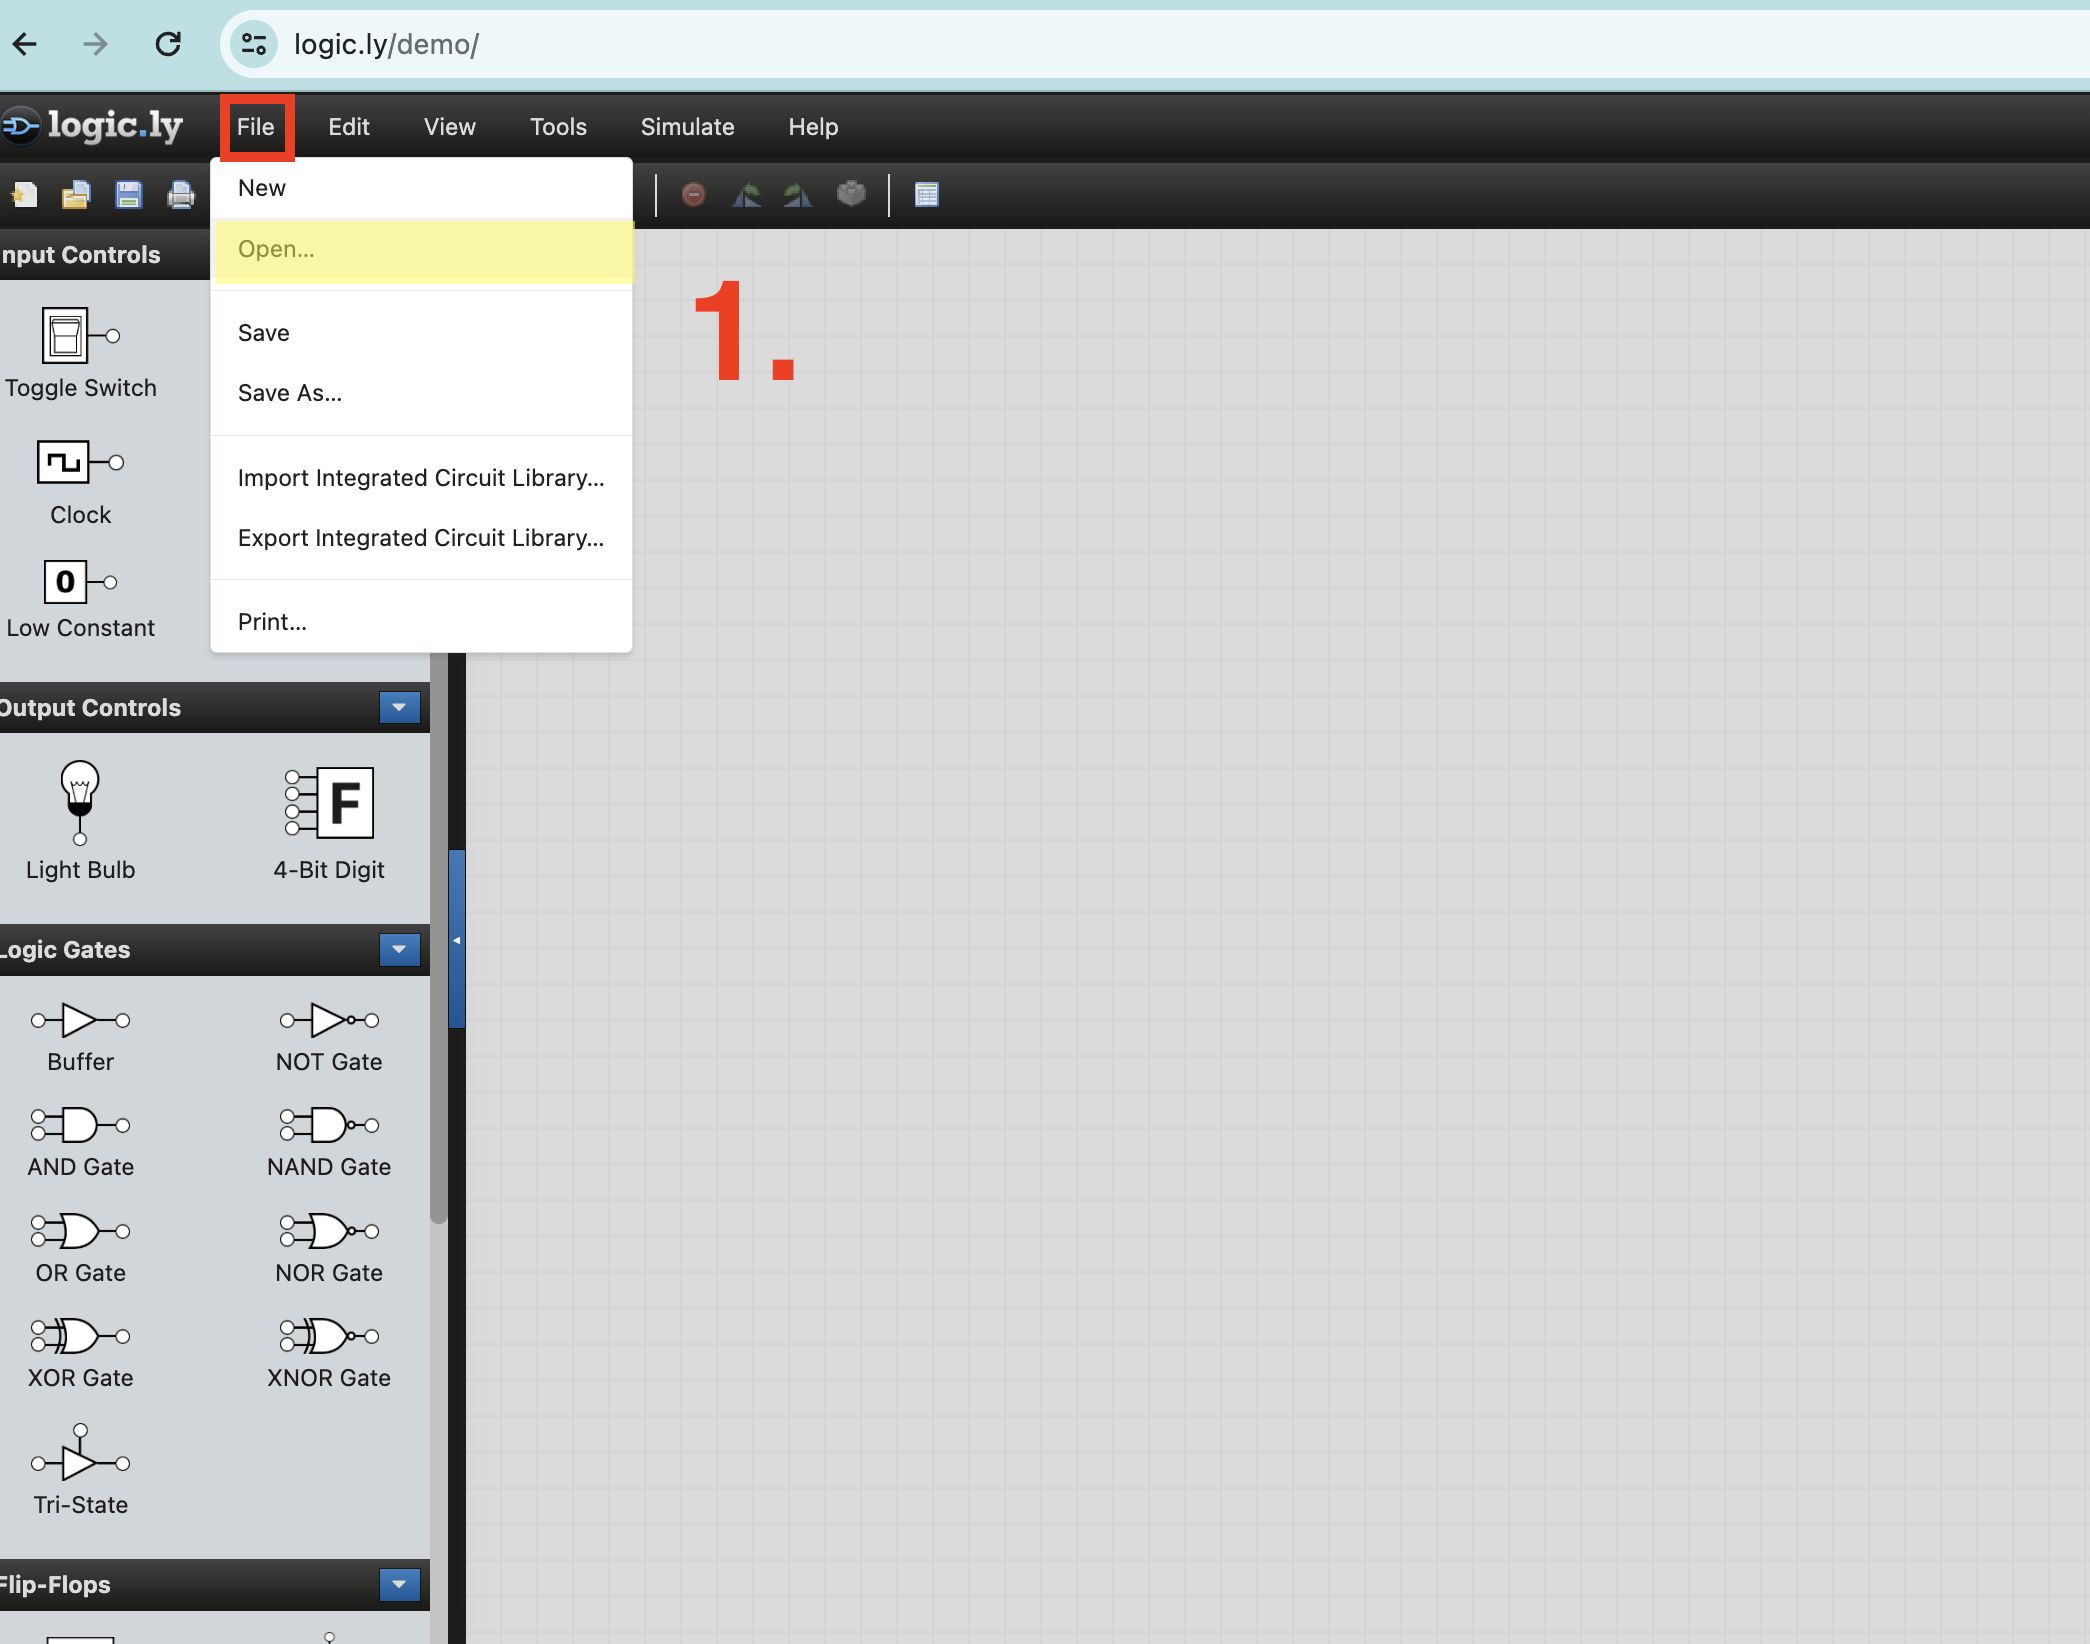 logic.ly/demo/
logic.ly File Edit View Tools Simulate Help
New
Open...
Save
Save As...
Import Integrated Circuit Library...
Export Integrated Circuit Library...
Print...
1.
nput Controls
Toggle Switch
Clock
0
Low Constant
Output Controls
F
Light Bulb 4-Bit Digit
Logic Gates
Buffer NOT Gate
AND Gate NAND Gate
OR Gate NOR Gate
XOR Gate XNOR Gate
Tri-State
Flip-Flops